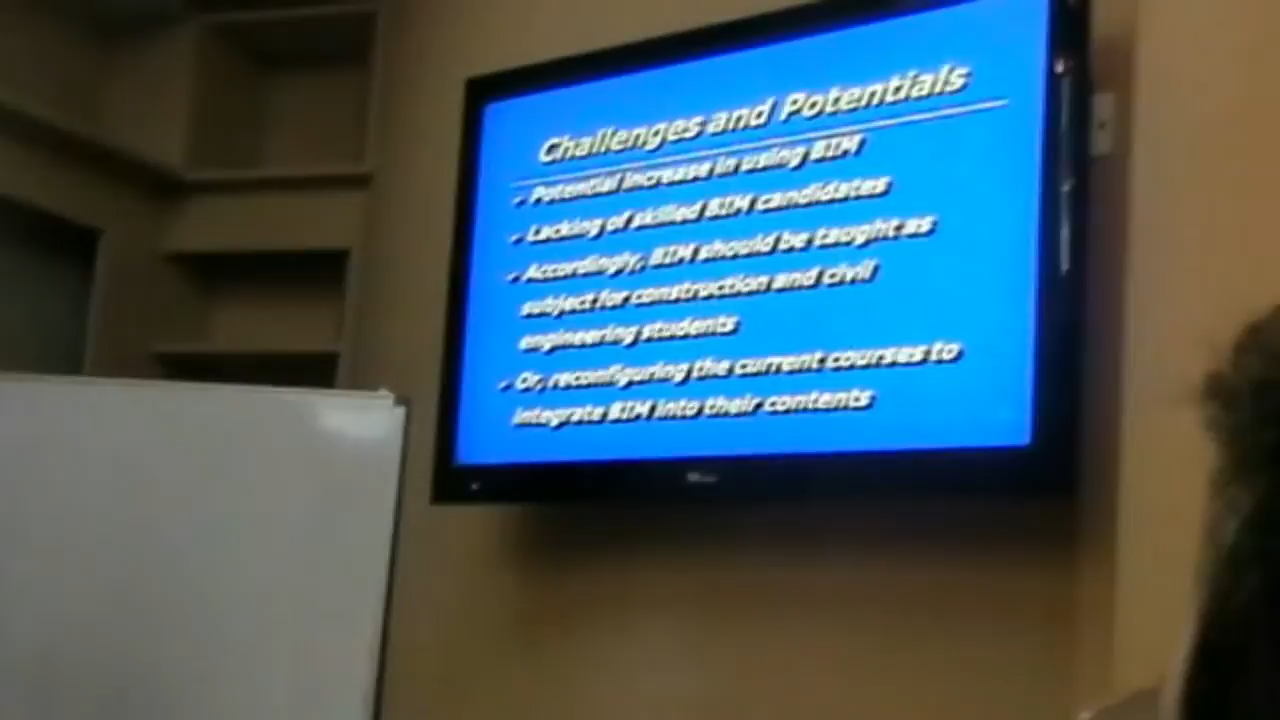 Challenges and Potentials
Potential increase in using BIM
Lacking of skilled BIM candidates
Accordingly, BIM should be taught as
subject for construction and civil
engineering students
Or, reconfiguring the current courses to
integrate BIM into their contents